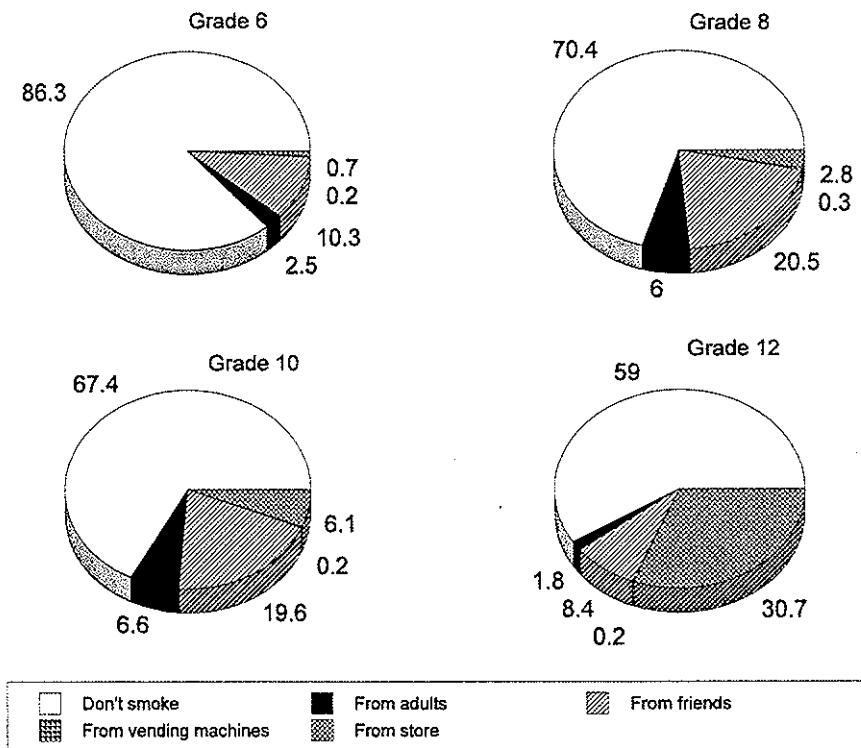 Grade 6
86.3
0.7
0.2
10.3
2.5
Grade 8
70.4
2.8
0.3
20.5
6
Grade 10
67.4
6.1
0.2
19.6
6.6
Grade 12
59
1.8
8.4
0.2
30.7
Don't smoke
From adults
From friends
From vending machines
From store